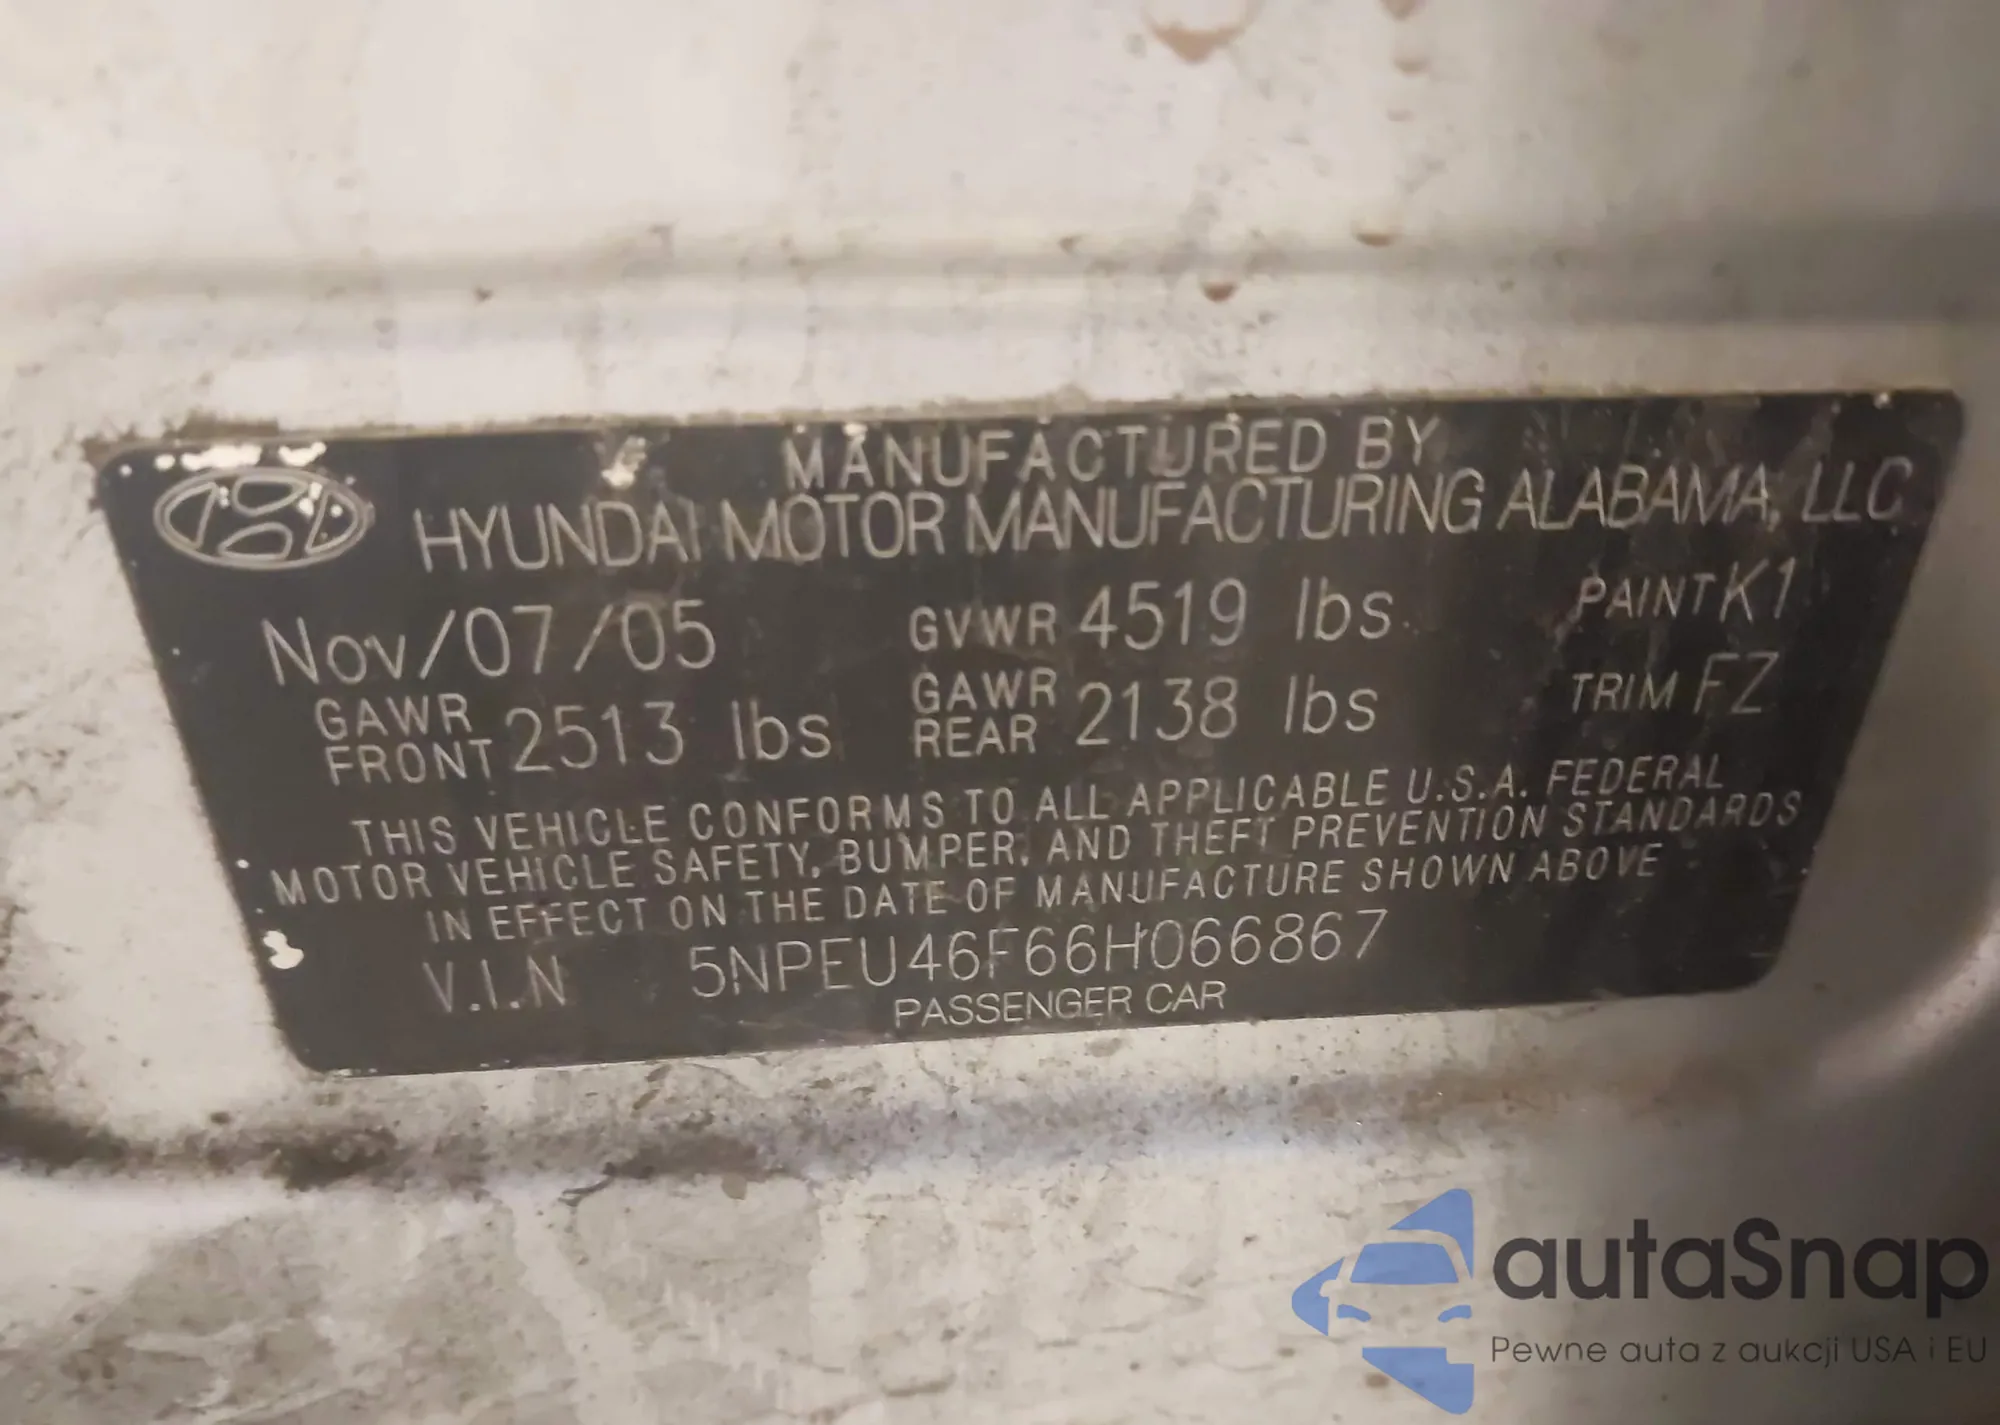 MANUFACTURED BY
HYUNDAI MOTOR MANUFACTURING ALABAMA, LLC
Nov/07/05 GVWR 4519 lbs PAINT K1
GAWR FRONT 2513 lbs GAWR REAR 2138 lbs TRIM FZ
THIS VEHICLE CONFORMS TO ALL APPLICABLE U.S.A. FEDERAL
MOTOR VEHICLE SAFETY, BUMPER, AND THEFT PREVENTION STANDARDS
IN EFFECT ON THE DATE OF MANUFACTURE SHOWN ABOVE
V.I.N 5NPEU46F66H066867
PASSENGER CAR
autaSnap
Pewne auta z aukcji USA i EU